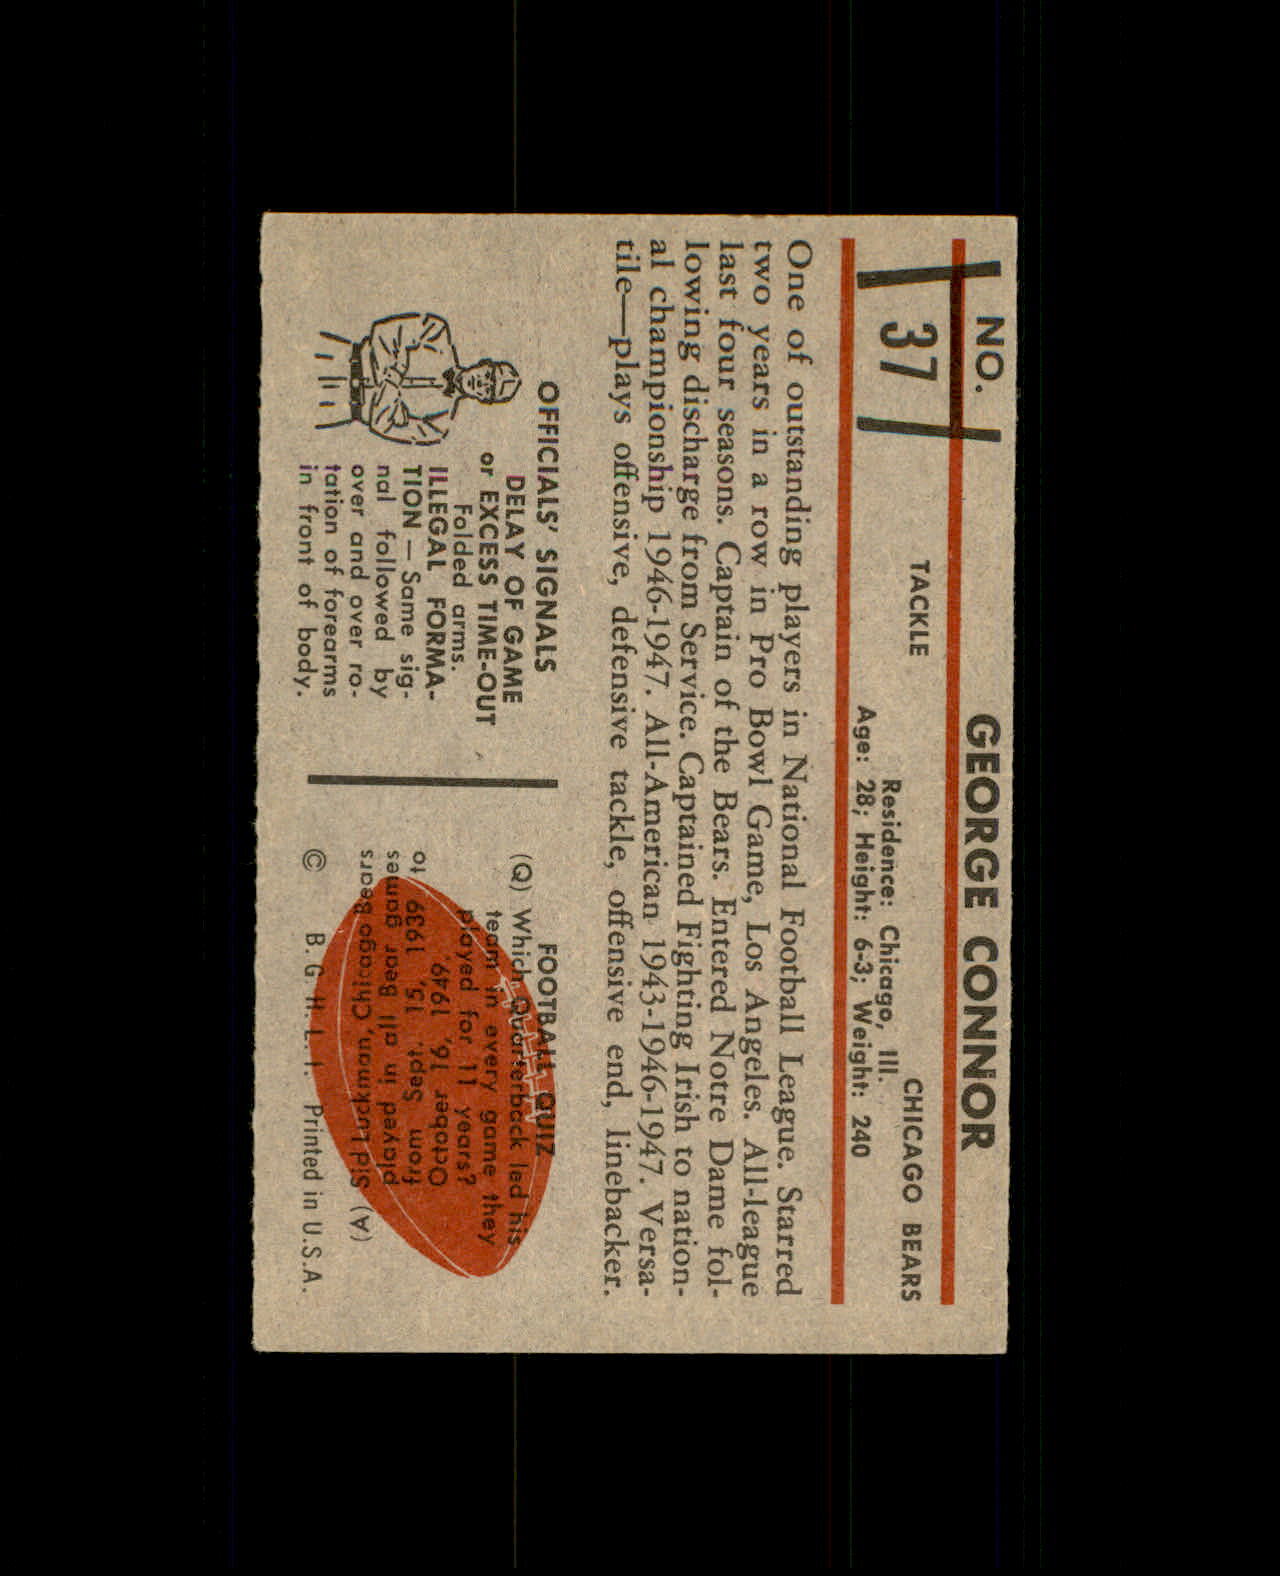 NO.
37
GEORGE CONNOR
TACKLE
CHICAGO BEARS
Residence: Chicago, Ill.
Age: 28; Height: 6-3; Weight: 240
One of outstanding players in National Football League. Starred
two years in a row in Pro Bowl Game, Los Angeles. All-league
last four seasons. Captain of the Bears. Entered Notre Dame fol-
lowing discharge from Service. Captained Fighting Irish to nation-
al championship 1946-1947. All-American 1943-1946-1947. Versa-
tile—plays offensive, defensive tackle, offensive end, linebacker.
OFFICIALS' SIGNALS
DELAY OF GAME
or EXCESS TIME-OUT
Folded arms.
ILLEGAL FORMA-
TION — Same sig-
nal followed by
over and over ro-
tation of forearms
in front of body.
FOOTBALL QUIZ
(Q) Which Quarterback led his
team in every game they
played for 11 years?
(A) Sid Luckman, Chicago Bears
played in all Bear games
from Sept. 15, 1939 to
October 16, 1949.
© B. G. H. L. I. Printed in U.S.A.